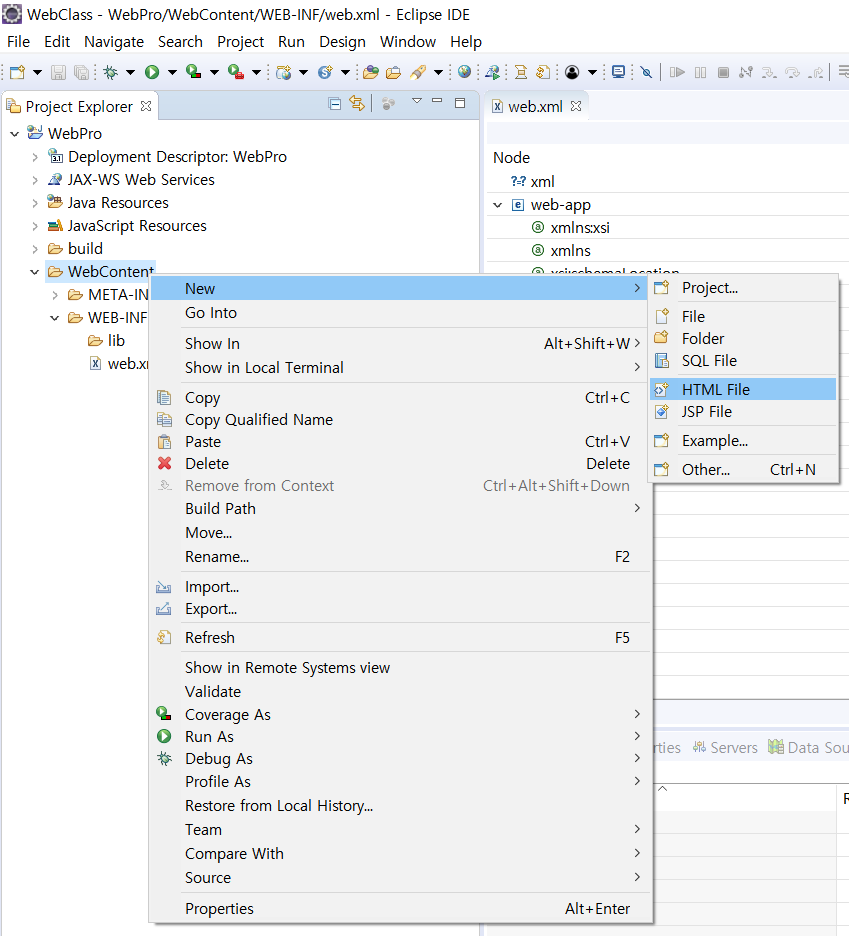 WebClass - WebPro/WebContent/WEB-INF/web.xml - Eclipse IDE
File Edit Navigate Search Project Run Design Window Help
Project Explorer
WebPro
Deployment Descriptor: WebPro
JAX-WS Web Services
Java Resources
JavaScript Resources
build
WebContent
META-IN
WEB-INF
lib
web.x
web.xml
Node
?=? xml
e web-app
a xmlns:xsi
a xmlns
xsi:schemaLocation
New
Go Into
Show In Alt+Shift+W
Show in Local Terminal
Copy Ctrl+C
Copy Qualified Name
Paste Ctrl+V
Delete Delete
Remove from Context Ctrl+Alt+Shift+Down
Build Path
Move...
Rename... F2
Import...
Export...
Refresh F5
Show in Remote Systems view
Validate
Coverage As
Run As
Debug As
Profile As
Restore from Local History...
Team
Compare With
Source
Properties Alt+Enter
Project...
File
Folder
SQL File
HTML File
JSP File
Example...
Other... Ctrl+N
rties Servers Data Sou